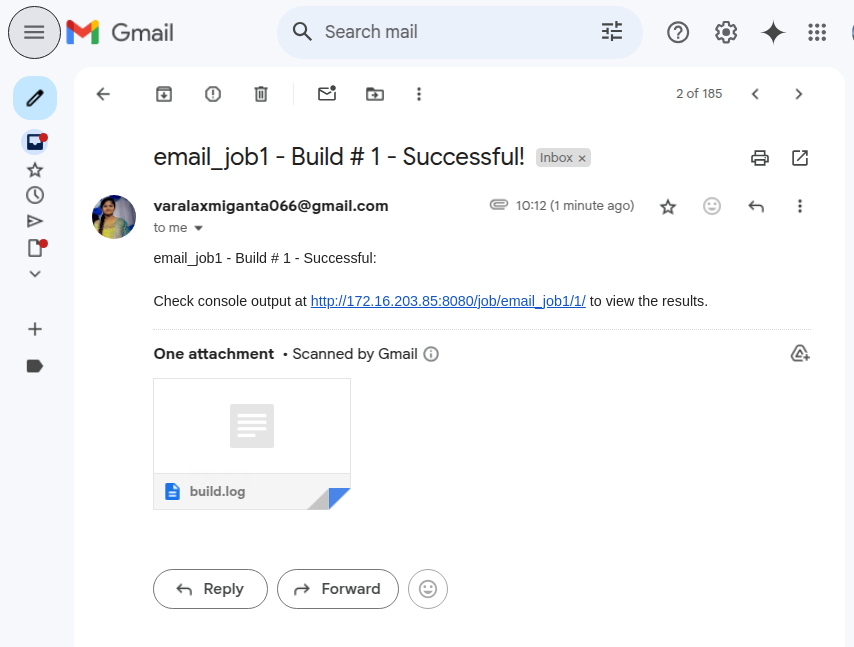 Gmail
Search mail
2 of 185
email_job1 - Build # 1 - Successful!
Inbox ×
varalaxmiganta066@gmail.com
10:12 (1 minute ago)
to me
email_job1 - Build # 1 - Successful:
Check console output at http://172.16.203.85:8080/job/email_job1/1/ to view the results.
One attachment • Scanned by Gmail
build.log
Reply
Forward